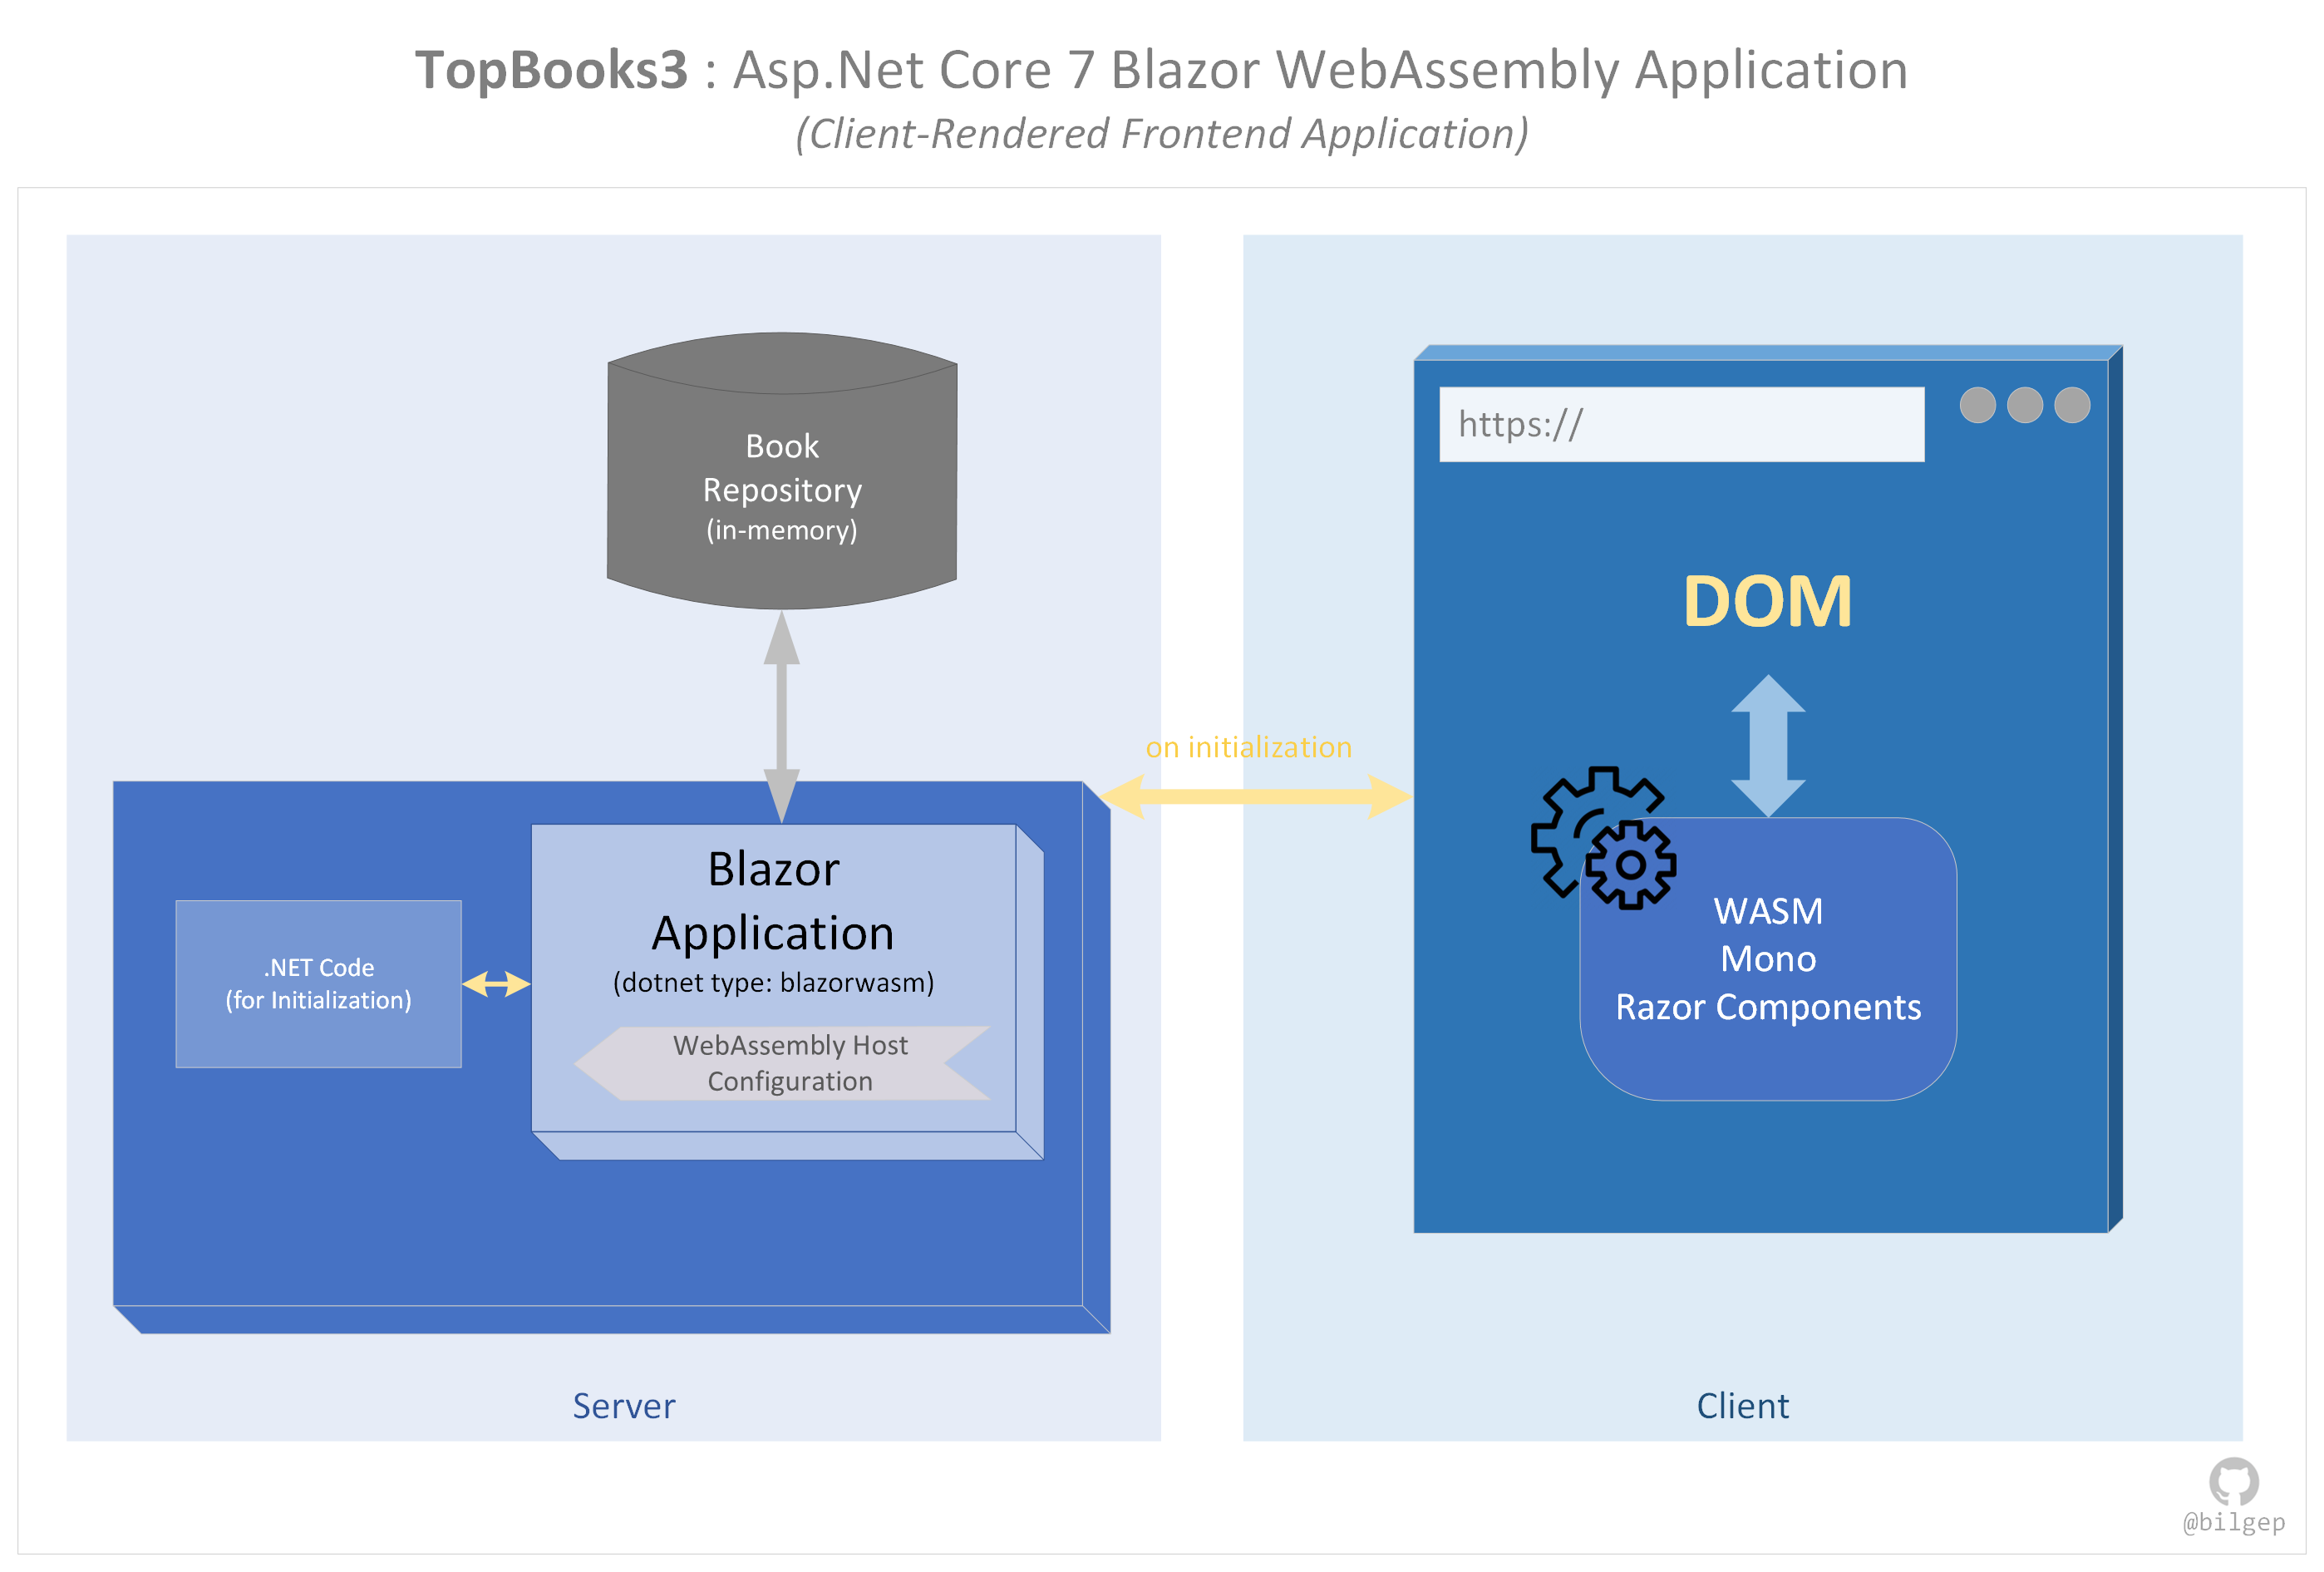 TopBooks3 : Asp.Net Core 7 Blazor WebAssembly Application
(Client-Rendered Frontend Application)
Book
Repository
(in-memory)
.NET Code
(for Initialization)
Blazor
Application
(dotnet type: blazorwasm)
WebAssembly Host
Configuration
Server
on initialization
https://
DOM
WASM
Mono
Razor Components
Client
@bilgep